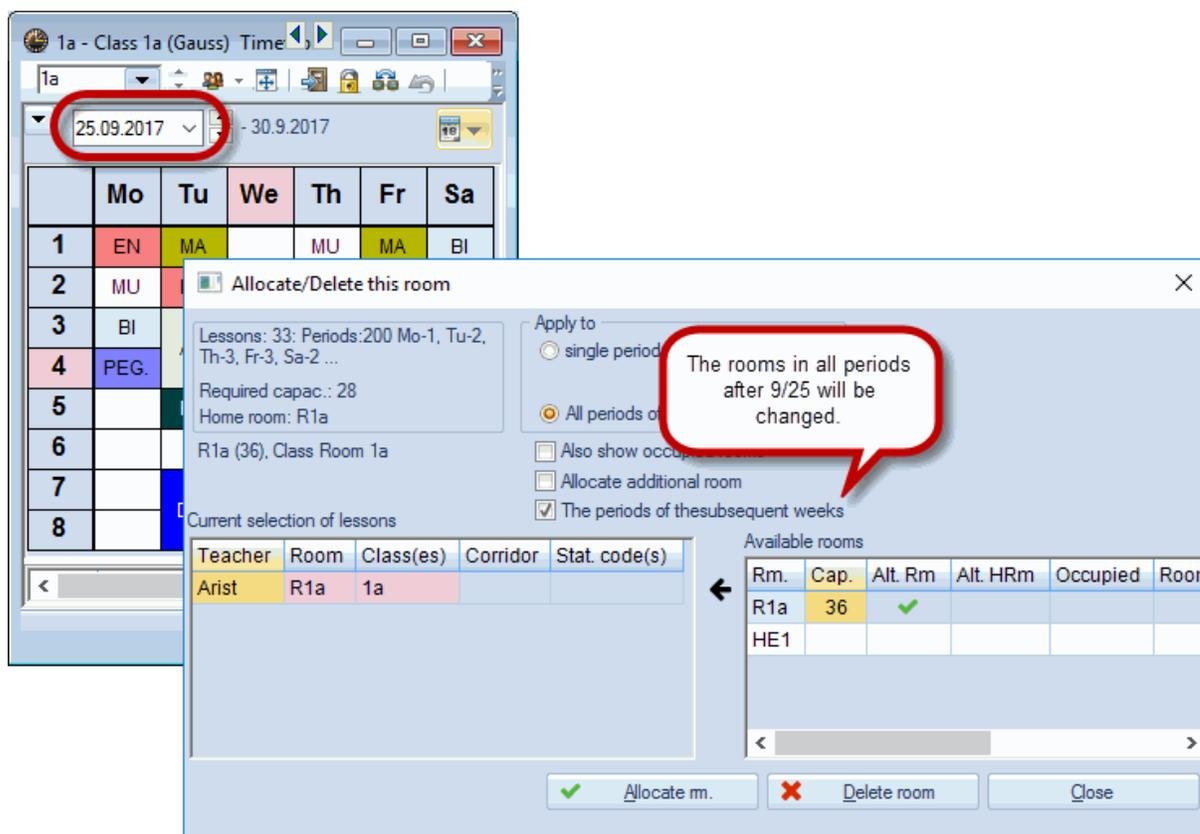 1a - Class 1a (Gauss) Time
1a
25.09.2017 - 30.9.2017
18
Mo Tu We Th Fr Sa
1 EN MA MU MA BI
2 MU
3 BI
4 PEG.
5
6
7
8
Allocate/Delete this room
Lessons: 33: Periods:200 Mo-1, Tu-2,
Th-3, Fr-3, Sa-2 ...
Required capac.: 28
Home room: R1a
R1a (36), Class Room 1a
Apply to
single period
All periods of
Also show
Allocate additional room
The periods of thesubsequent weeks
The rooms in all periods
after 9/25 will be
changed.
Current selection of lessons
Teacher Room Class(es) Corridor Stat. code(s)
Arist R1a 1a
Available rooms
Rm. Cap. Alt. Rm Alt. HRm Occupied Roor
R1a 36
HE1
Allocate rm. Delete room Close